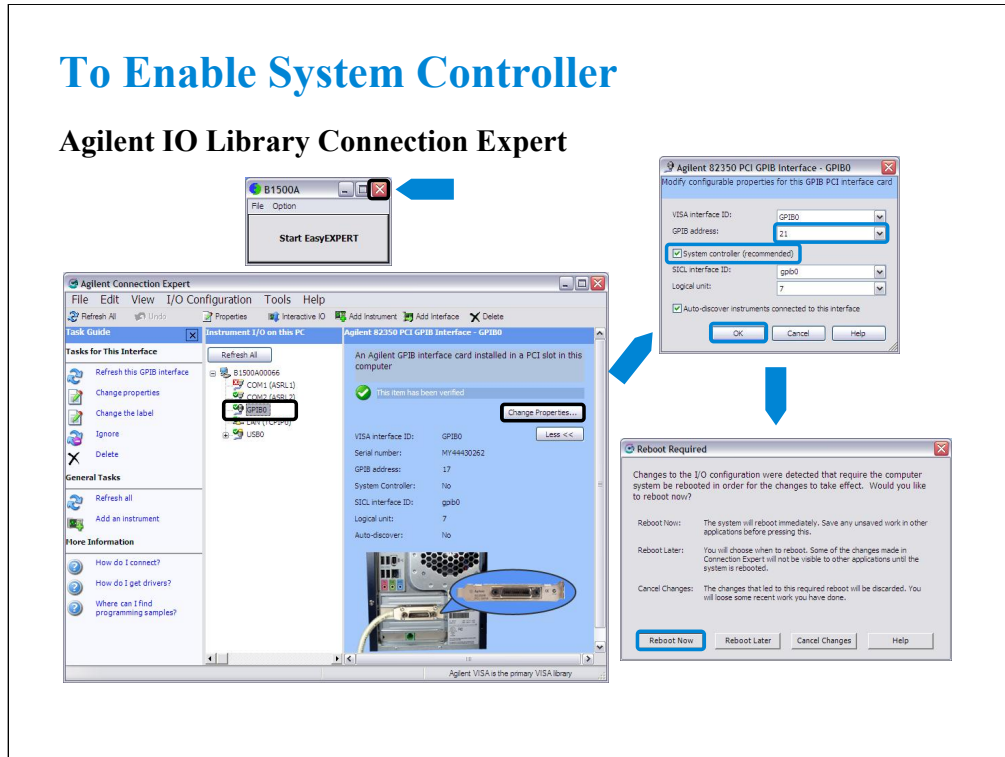 To Enable System Controller
Agilent IO Library Connection Expert
B1500A
File Option
Start EasyEXPERT
Agilent Connection Expert
File Edit View I/O Configuration Tools Help
Refresh All Undo Properties Interactive IO Add Instrument Add Interface Delete
Task Guide
Tasks for This Interface
Refresh this GPIB interface
Change properties
Change the label
Ignore
Delete
General Tasks
Refresh all
Add an instrument
More Information
How do I connect?
How do I get drivers?
Where can I find
programming samples?
Instrument I/O on this PC
Refresh All
B1500A00066
COM1 (ASRL1)
COM2 (ASRL2)
GPIB0
LAN (TCPIP0)
USB0
Agilent 82350 PCI GPIB Interface - GPIB0
An Agilent GPIB interface card installed in a PCI slot in this
computer
This item has been verified
Change Properties...
Less <<
VISA interface ID: GPIB0
Serial number: MY44430262
GPIB address: 17
System Controller: No
SICL interface ID: gpib0
Logical unit: 7
Auto-discover: No
Agilent VISA is the primary VISA library
Agilent 82350 PCI GPIB Interface - GPIB0
Modify configurable properties for this GPIB PCI interface card
VISA interface ID: GPIB0
GPIB address: 21
System controller (recommended)
SICL interface ID: gpib0
Logical unit: 7
Auto-discover instruments connected to this interface
OK Cancel Help
Reboot Required
Changes to the I/O configuration were detected that require the computer
system be rebooted in order for the changes to take effect. Would you like
to reboot now?
Reboot Now: The system will reboot immediately. Save any unsaved work in other
applications before pressing this.
Reboot Later: You will choose when to reboot. Some of the changes made in
Connection Expert will not be visible to other applications until the
system is rebooted.
Cancel Changes: The changes that led to this required reboot will be discarded. You
will loose some recent work you have done.
Reboot Now Reboot Later Cancel Changes Help